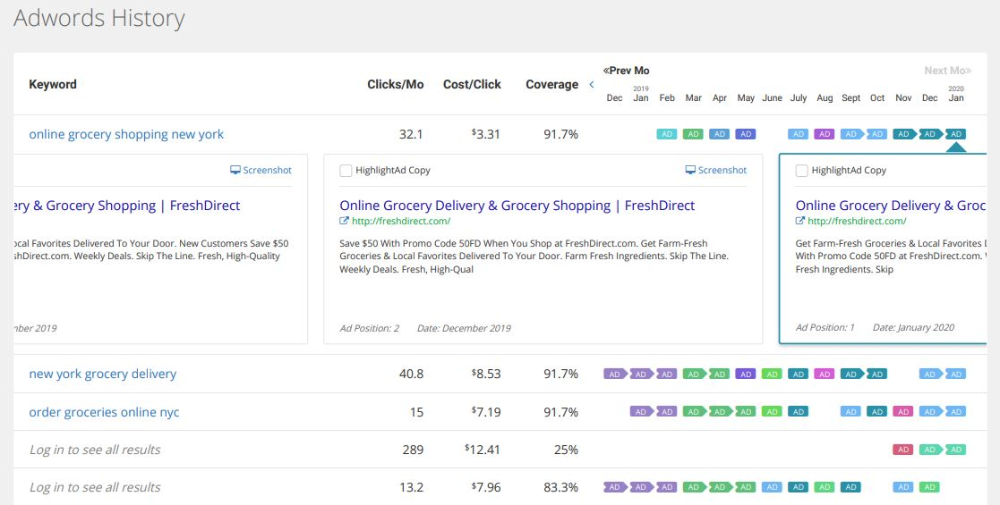 Adwords History
«Prev Mo Next Mo»
Keyword Clicks/Mo Cost/Click Coverage <
2019 2020
Dec Jan Feb Mar Apr May June July Aug Sept Oct Nov Dec Jan
online grocery shopping new york 32.1 $3.31 91.7% AD AD AD AD AD AD AD AD AD AD AD
Screenshot
ery & Grocery Shopping | FreshDirect
ocal Favorites Delivered To Your Door. New Customers Save $50
shDirect.com. Weekly Deals. Skip The Line. Fresh, High-Quality
mber 2019
HighlightAd Copy Screenshot
Online Grocery Delivery & Grocery Shopping | FreshDirect
http://freshdirect.com/
Save $50 With Promo Code 50FD When You Shop at FreshDirect.com. Get Farm-Fresh
Groceries & Local Favorites Delivered To Your Door. Farm Fresh Ingredients. Skip The Line.
Weekly Deals. Fresh, High-Qual
Ad Position: 2 Date: December 2019
HighlightAd Copy
Online Grocery Delivery & Groc
http://freshdirect.com/
Get Farm-Fresh Groceries & Local Favorites D
With Promo Code 50FD at FreshDirect.com. W
Fresh Ingredients. Skip
Ad Position: 1 Date: January 2020
new york grocery delivery 40.8 $8.53 91.7% AD AD AD AD AD AD AD AD AD AD AD AD AD
order groceries online nyc 15 $7.19 91.7% AD AD AD AD AD AD AD AD AD AD AD AD
Log in to see all results 289 $12.41 25% AD AD AD
Log in to see all results 13.2 $7.96 83.3% AD AD AD AD AD AD AD AD AD AD AD AD